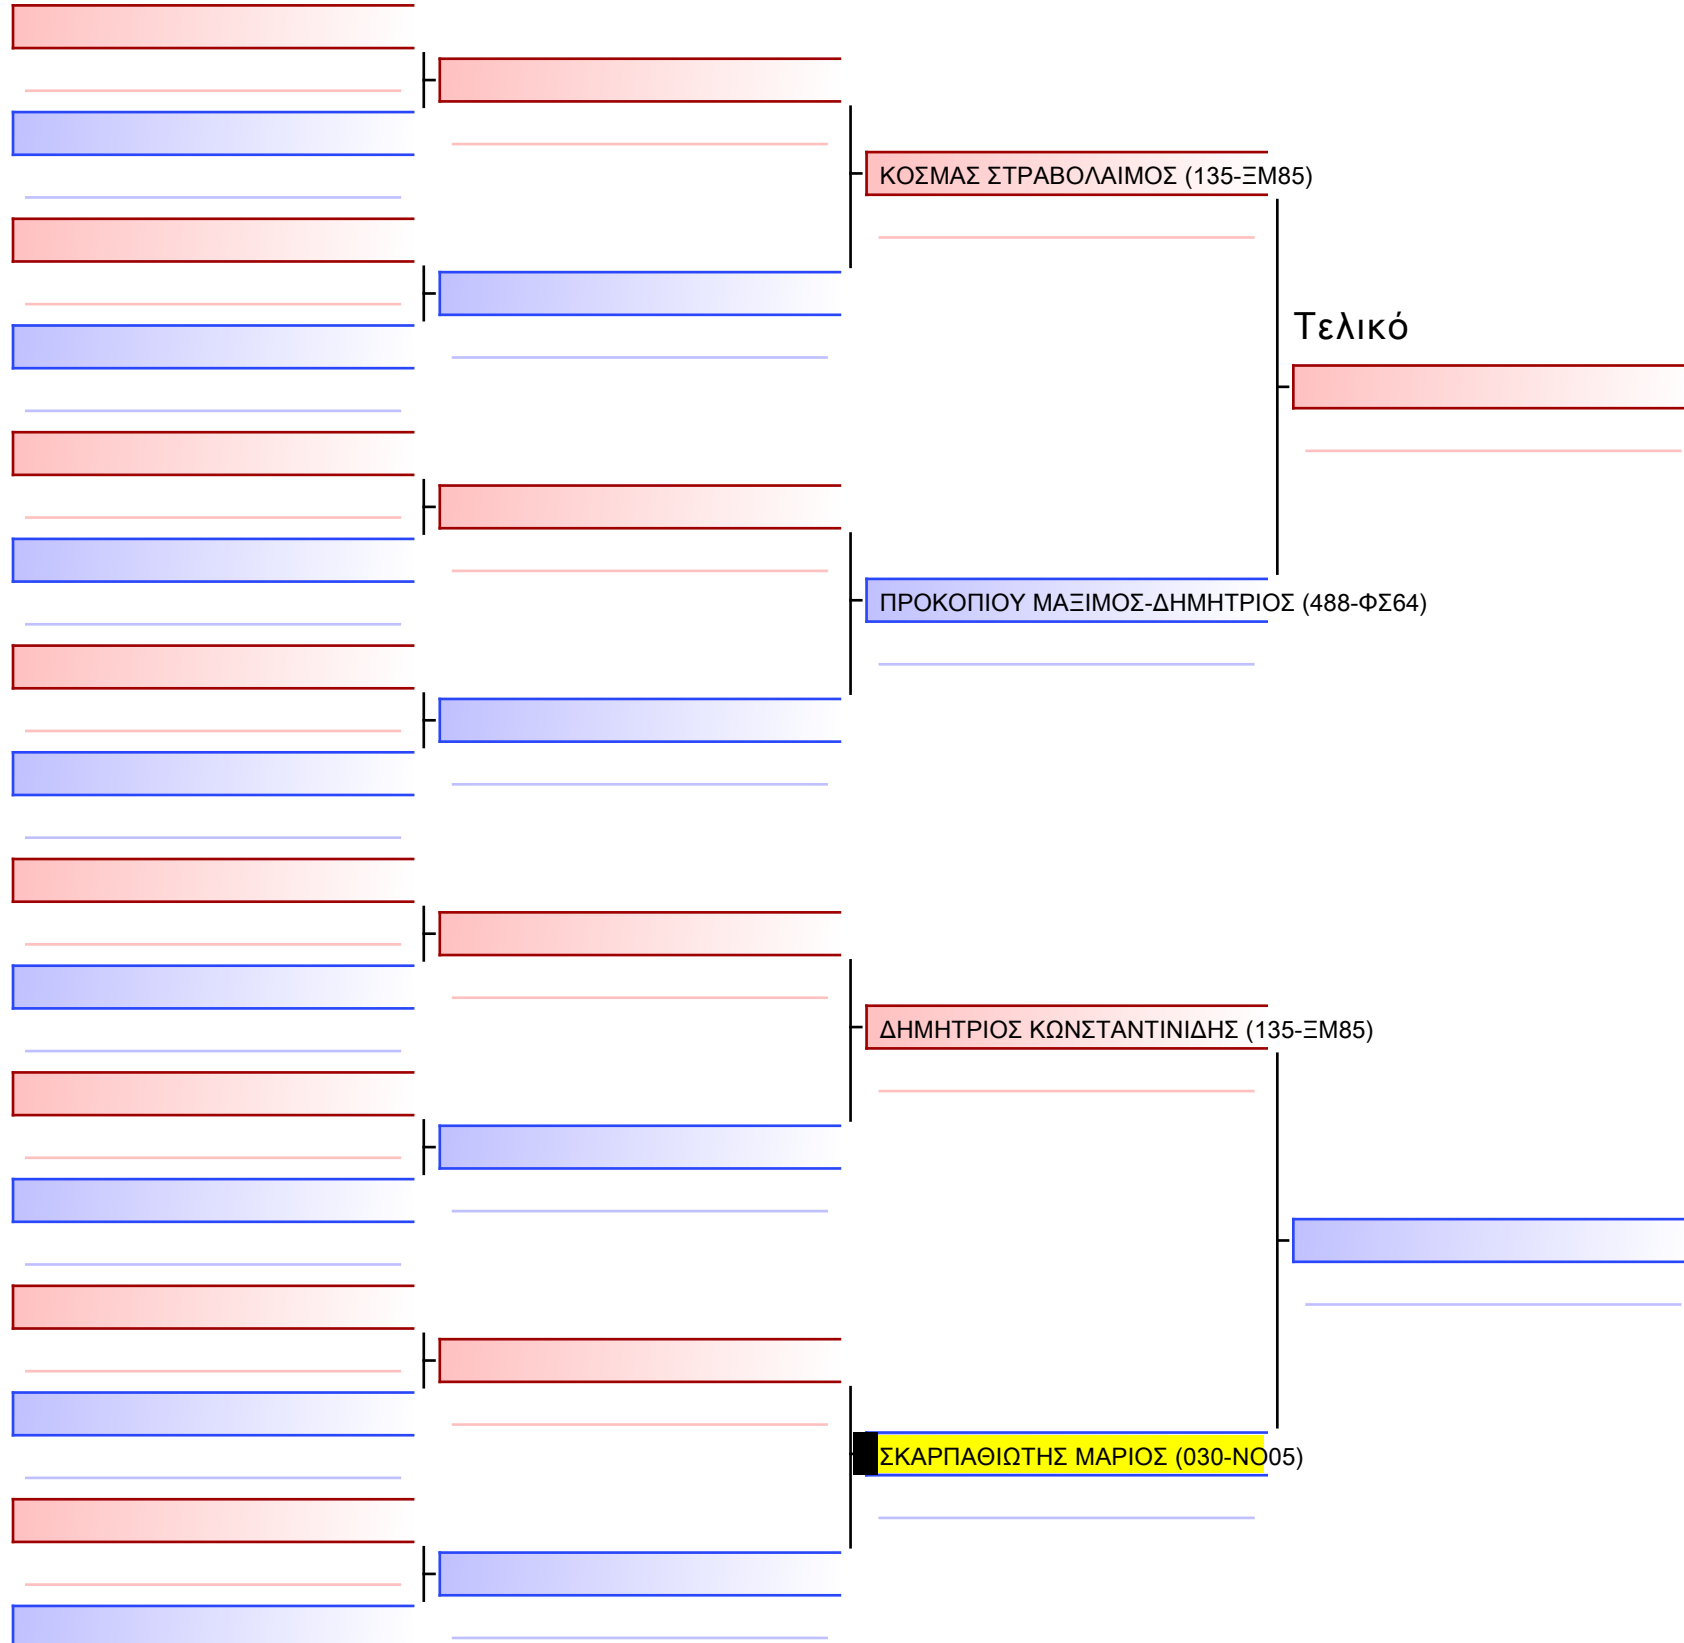 ΚΟΣΜΑΣ ΣΤΡΑΒΟΛΑΙΜΟΣ (135-ΞΜ85)
Τελικό
ΠΡΟΚΟΠΙΟΥ ΜΑΞΙΜΟΣ-ΔΗΜΗΤΡΙΟΣ (488-ΦΣ64)
ΔΗΜΗΤΡΙΟΣ ΚΩΝΣΤΑΝΤΙΝΙΔΗΣ (135-ΞΜ85)
ΣΚΑΡΠΑΘΙΩΤΗΣ ΜΑΡΙΟΣ (030-ΝΟ05)